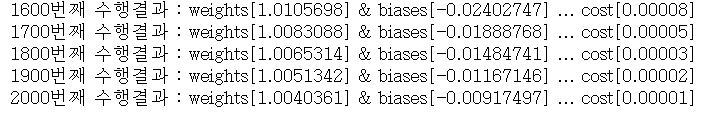 1600번째 수행결과 : weights[1.0105698] & biases[-0.02402747] ... cost[0.00008]
1700번째 수행결과 : weights[1.0083088] & biases[-0.01888768] ... cost[0.00005]
1800번째 수행결과 : weights[1.0065314] & biases[-0.01484741] ... cost[0.00003]
1900번째 수행결과 : weights[1.0051342] & biases[-0.01167146] ... cost[0.00002]
2000번째 수행결과 : weights[1.0040361] & biases[-0.00917497] ... cost[0.00001]